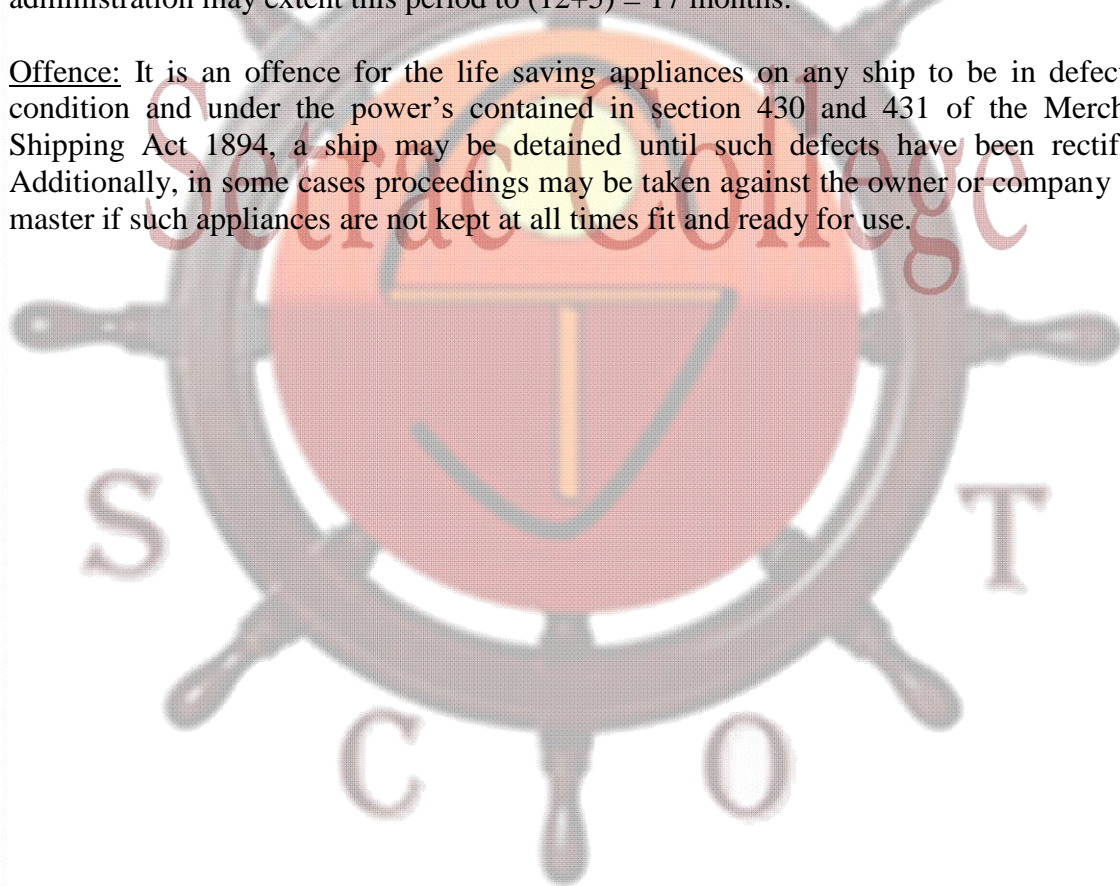 administration may extent this period to (12+5) = 17 months.
Offence: It is an offence for the life saving appliances on any ship to be in defect
condition and under the power's contained in section 430 and 431 of the Merch
Shipping Act 1894, a ship may be detained until such defects have been rectif
Additionally, in some cases proceedings may be taken against the owner or company
master if such appliances are not kept at all times fit and ready for use.
Sotrac College
S T
C O